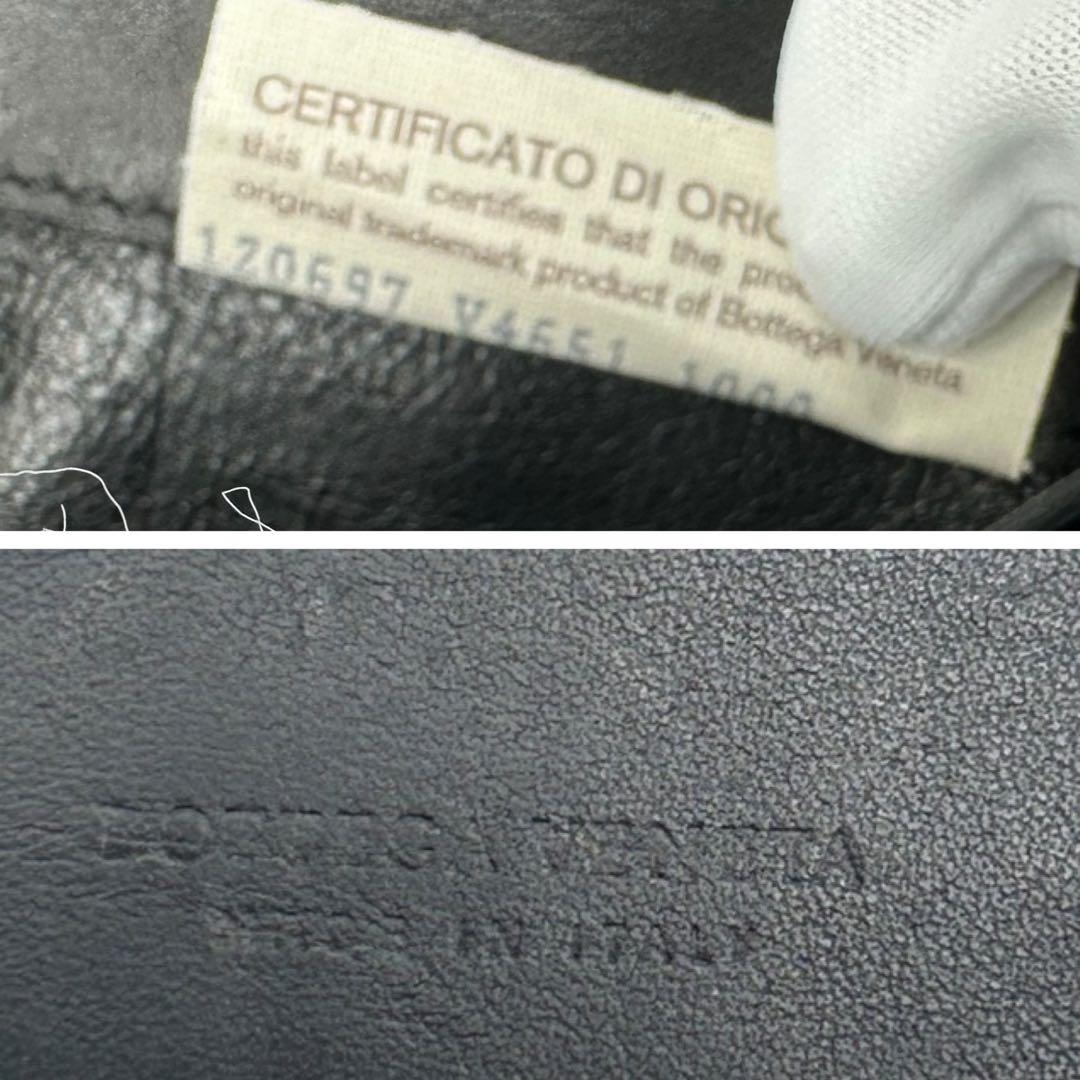 CERTIFICATO DI ORIG
this label certifies that the prod
original trademark product of Bottega Veneta
120697 V4651 1000
BOTTEGA VENETA
IN ITALY